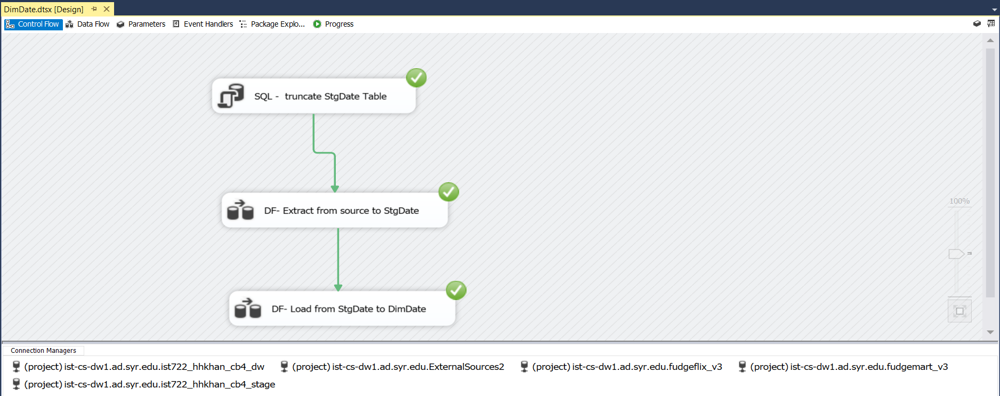 DimDate.dtsx [Design]
Control Flow Data Flow Parameters Event Handlers Package Explo... Progress
SQL -  truncate StgDate Table
DF- Extract from source to StgDate
100%
DF- Load from StgDate to DimDate
Connection Managers
(project) ist-cs-dw1.ad.syr.edu.ist722_hhkhan_cb4_dw (project) ist-cs-dw1.ad.syr.edu.ExternalSources2 (project) ist-cs-dw1.ad.syr.edu.fudgeflix_v3 (project) ist-cs-dw1.ad.syr.edu.fudgemart_v3
(project) ist-cs-dw1.ad.syr.edu.ist722_hhkhan_cb4_stage